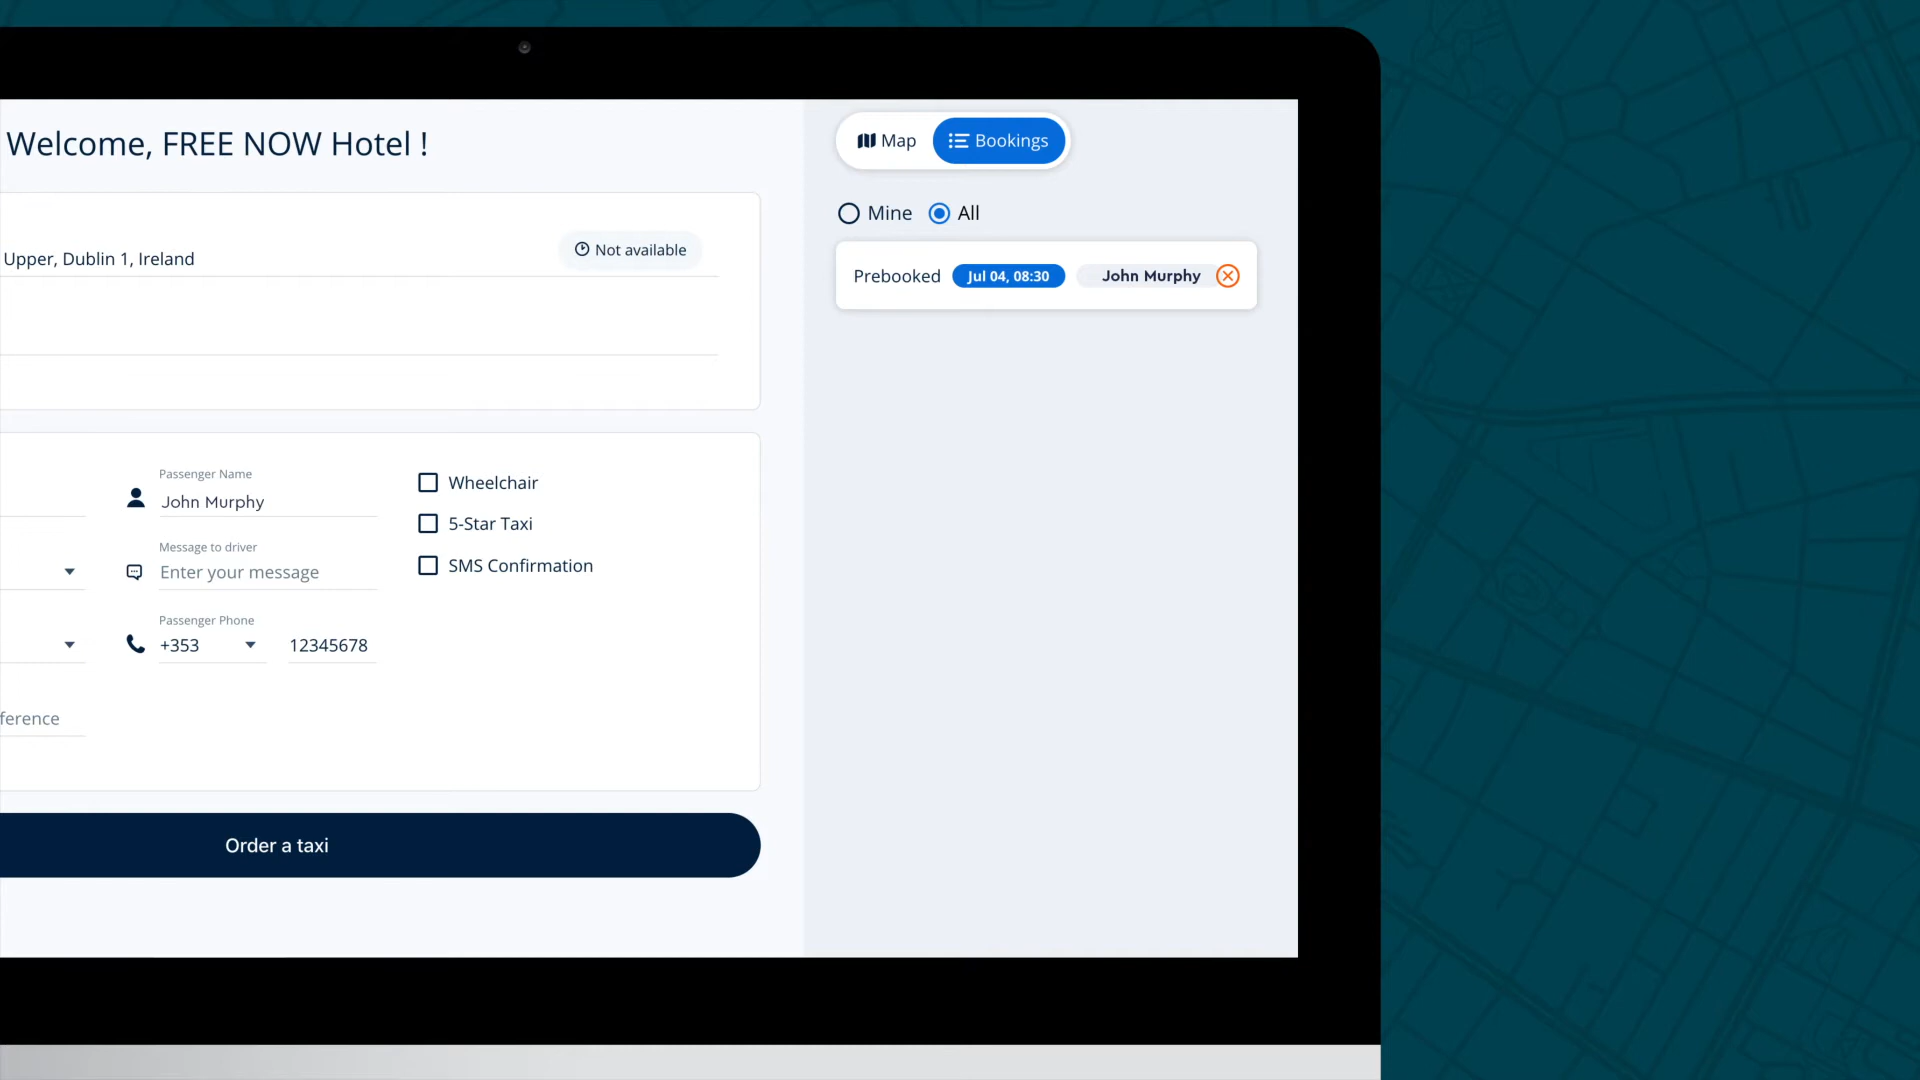 Welcome, FREE NOW Hotel !
Upper, Dublin 1, Ireland
Not available
Passenger Name
John Murphy
Message to driver
Enter your message
Passenger Phone
+353
12345678
ference
Wheelchair
5-Star Taxi
SMS Confirmation
Order a taxi
Map
Bookings
Mine
All
Prebooked Jul 04, 08:30 John Murphy